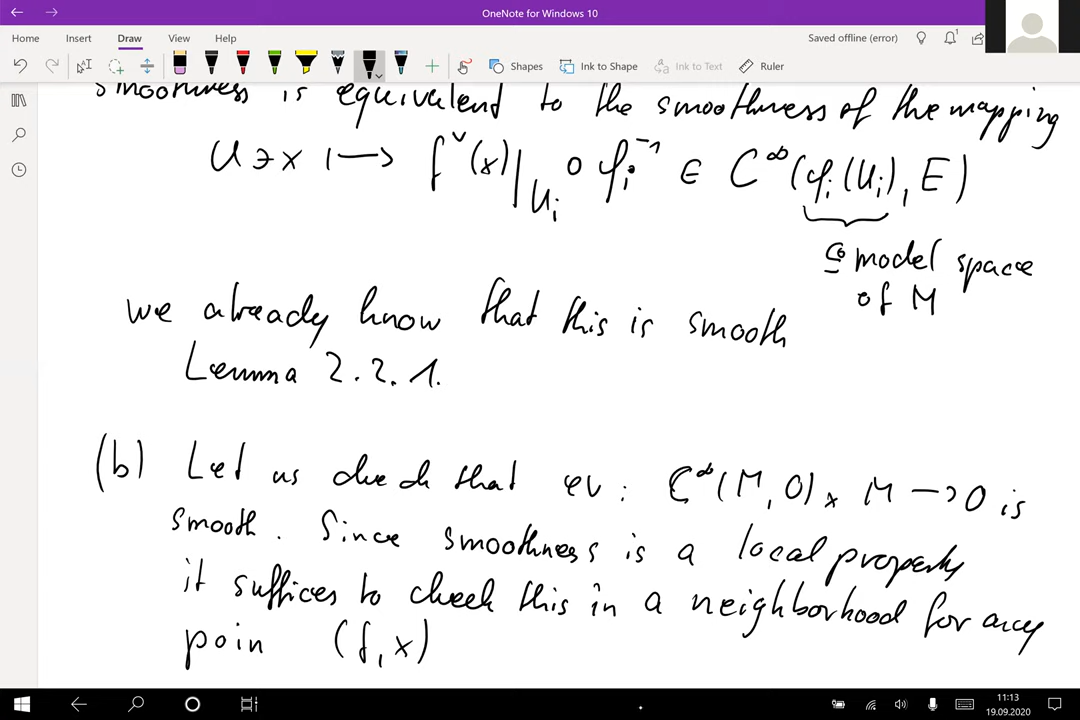 OneNote for Windows 10
Home Insert Draw View Help Saved offline (error)
Shapes Ink to Shape Ink to Text Ruler
smoothness is equivalent to the smoothness of the mapping
U ∋ x ↦ f^∨(x)|_{U_i} ∘ φ_i^{-1} ∈ C^∞(φ_i(U_i), E)
⊆ model space
of M
we already know that this is smooth
Lemma 2.2.1.
(b) Let us check that ev: C^∞(M, O) × M → O is
smooth. Since smoothness is a local property
it suffices to check this in a neighborhood for any
poin (f, x)
11:13
19.09.2020